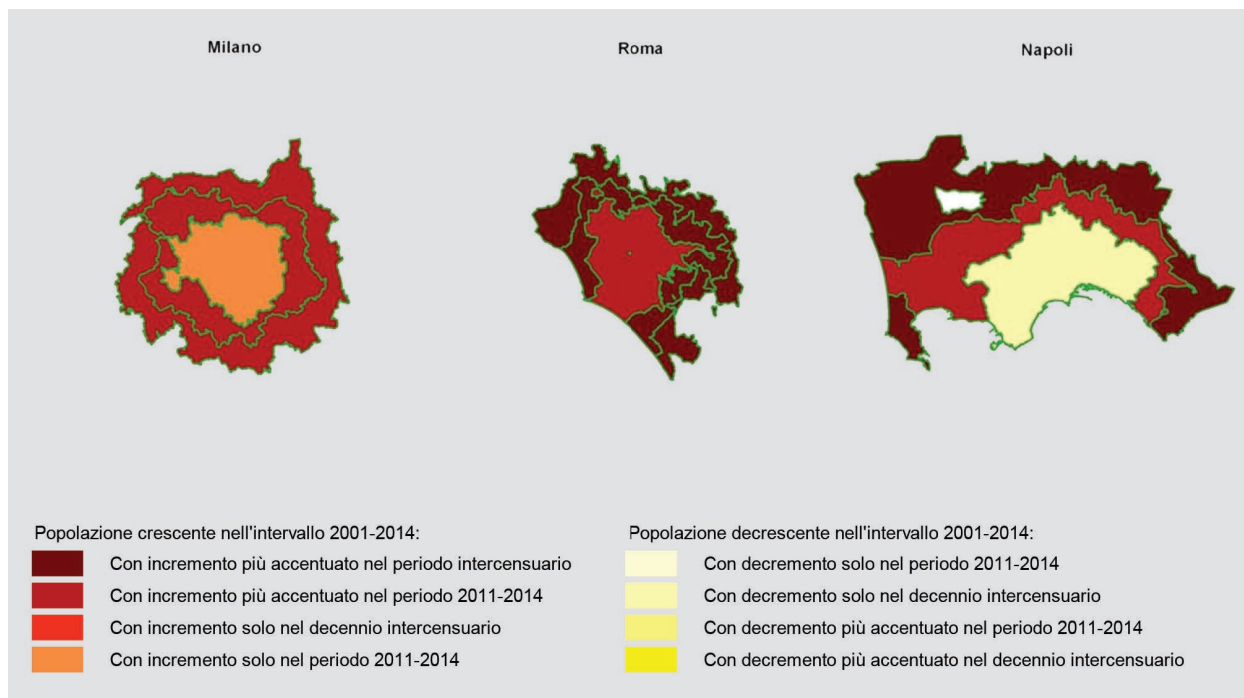 Milano
Roma
Napoli
Popolazione crescente nell'intervallo 2001-2014:
Con incremento più accentuato nel periodo intercensuario
Con incremento più accentuato nel periodo 2011-2014
Con incremento solo nel decennio intercensuario
Con incremento solo nel periodo 2011-2014
Popolazione decrescente nell'intervallo 2001-2014:
Con decremento solo nel periodo 2011-2014
Con decremento solo nel decennio intercensuario
Con decremento più accentuato nel periodo 2011-2014
Con decremento più accentuato nel decennio intercensuario